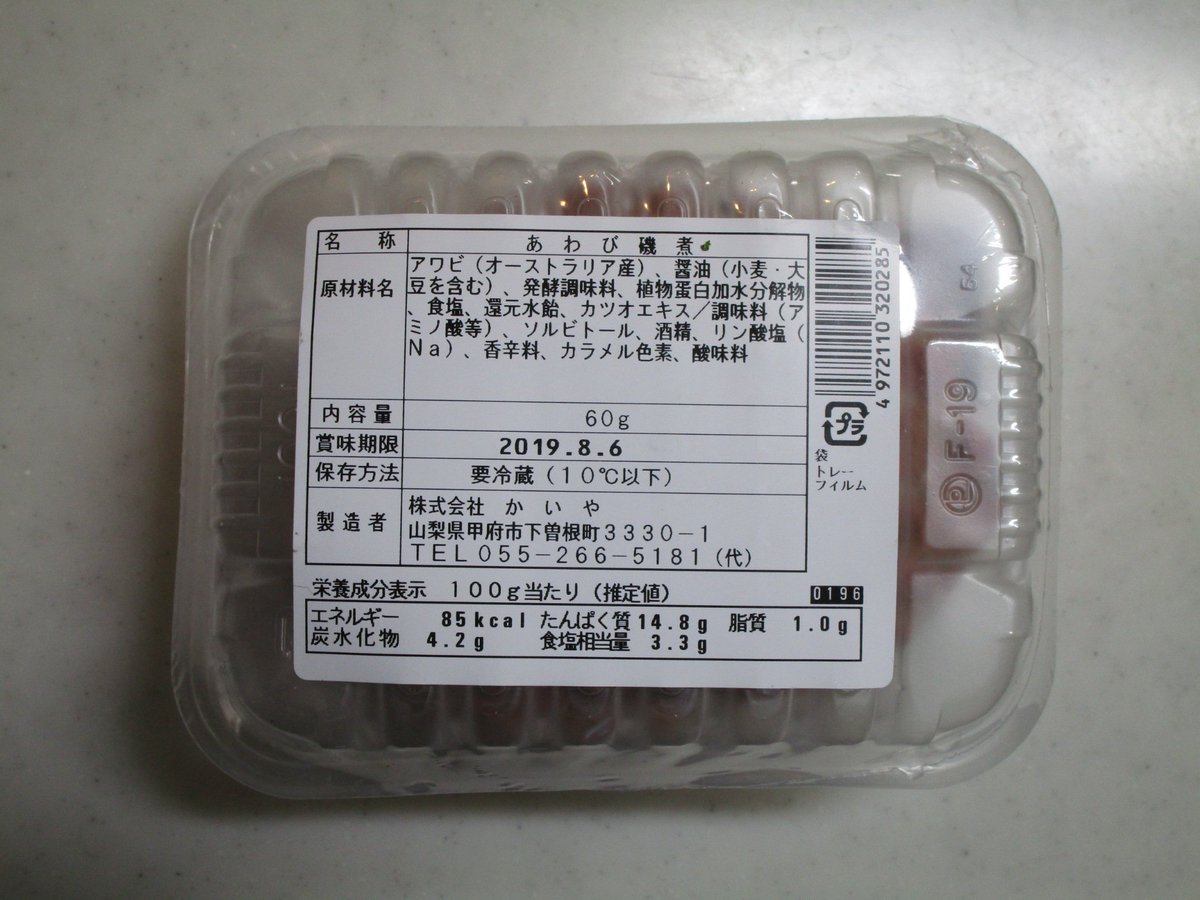 名称 あわび磯煮
原材料名 アワビ（オーストラリア産）、醤油（小麦・大
豆を含む）、発酵調味料、植物蛋白加水分解物
、食塩、還元水飴、カツオエキス／調味料（ア
ミノ酸等）、ソルビトール、酒精、リン酸塩（
Ｎａ）、香辛料、カラメル色素、酸味料
内容量 60g
賞味期限 2019.8.6
保存方法 要冷蔵（１０℃以下）
製造者 株式会社 かいや
山梨県甲府市下曽根町３３３０－１
ＴＥＬ０５５－２６６－５１８１（代）
栄養成分表示 １００ｇ当たり（推定値） 0196
エネルギー 85kcal たんぱく質14.8g 脂質 1.0g
炭水化物 4.2g 食塩相当量 3.3g
4972110320285
プラ
袋
トレー
フィルム
F-19
64